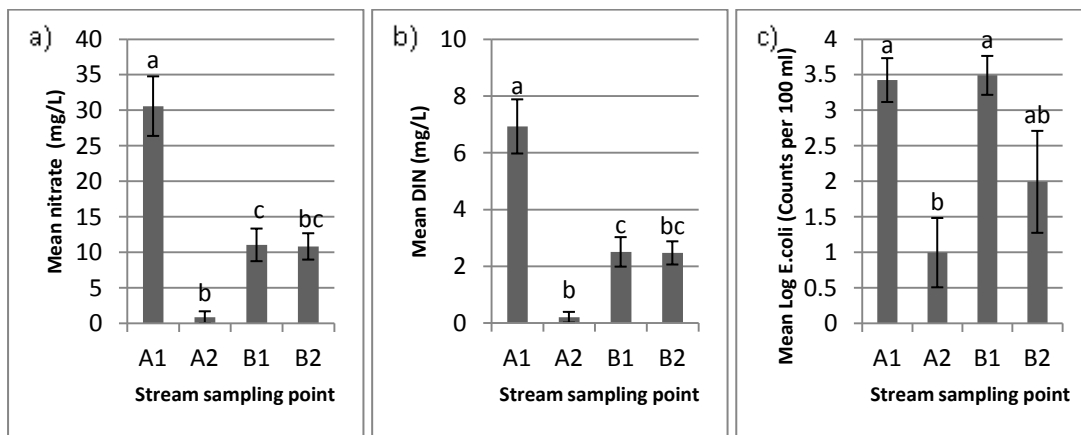 a)
Mean nitrate (mg/L)
40
35
30
25
20
15
10
5
0
a
b
c
bc
A1 A2 B1 B2
Stream sampling point
b)
Mean DIN (mg/L)
10
8
6
4
2
0
a
b
c
bc
A1 A2 B1 B2
Stream sampling point
c)
Mean Log E.coli (Counts per 100 ml)
4
3.5
3
2.5
2
1.5
1
0.5
0
a
b
a
ab
A1 A2 B1 B2
Stream sampling point